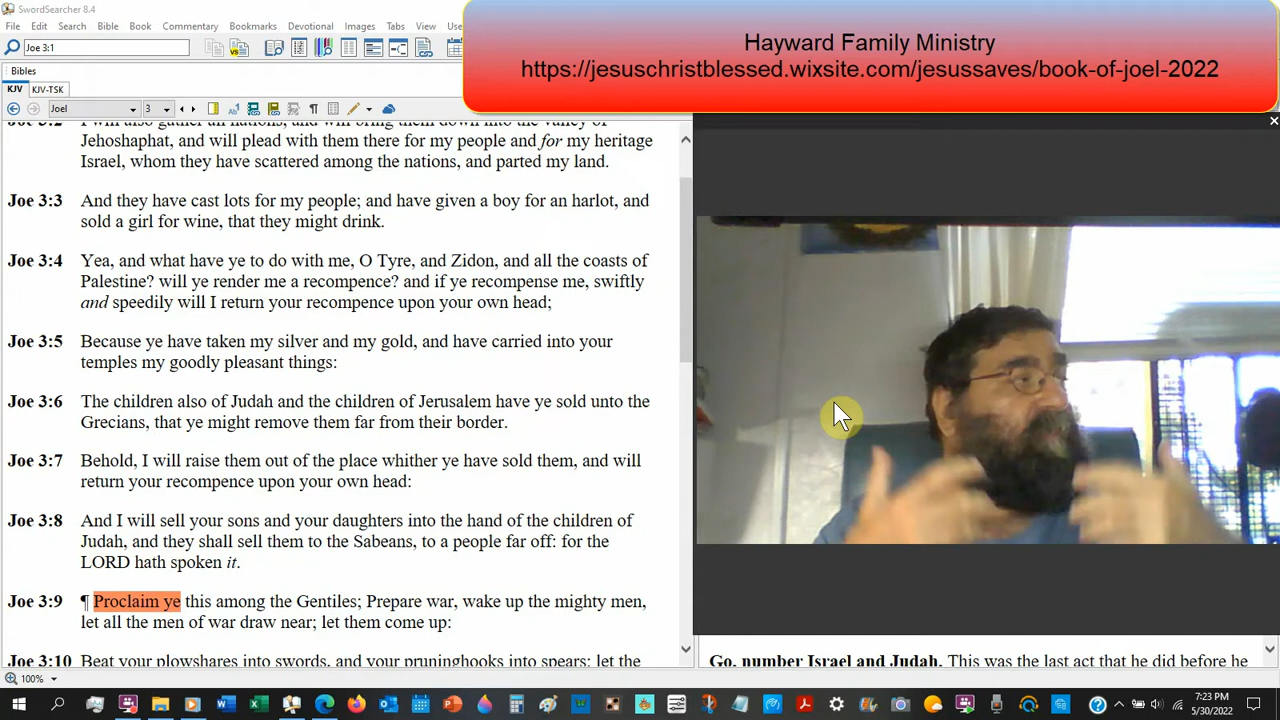 SwordSearcher 8.4
File Edit Search Bible Book Commentary Bookmarks Devotional Images Tabs View
Joe 3:1
Bibles
KJV KJV-TSK
Joel 3
Hayward Family Ministry
https://jesuschristblessed.wixsite.com/jesussaves/book-of-joel-2022
Jehoshaphat, and will plead with them there for my people and for my heritage
Israel, whom they have scattered among the nations, and parted my land.
Joe 3:3 And they have cast lots for my people; and have given a boy for an harlot, and
sold a girl for wine, that they might drink.
Joe 3:4 Yea, and what have ye to do with me, O Tyre, and Zidon, and all the coasts of
Palestine? will ye render me a recompence? and if ye recompense me, swiftly
and speedily will I return your recompence upon your own head;
Joe 3:5 Because ye have taken my silver and my gold, and have carried into your
temples my goodly pleasant things:
Joe 3:6 The children also of Judah and the children of Jerusalem have ye sold unto the
Grecians, that ye might remove them far from their border.
Joe 3:7 Behold, I will raise them out of the place whither ye have sold them, and will
return your recompence upon your own head:
Joe 3:8 And I will sell your sons and your daughters into the hand of the children of
Judah, and they shall sell them to the Sabeans, to a people far off: for the
LORD hath spoken it.
Joe 3:9 ¶ Proclaim ye this among the Gentiles; Prepare war, wake up the mighty men,
let all the men of war draw near; let them come up:
Joe 3:10 Beat your plowshares into swords, and your pruninghooks into spears: let the
Go, number Israel and Judah. This was the last act that he did before he
100%
7:23 PM
5/30/2022